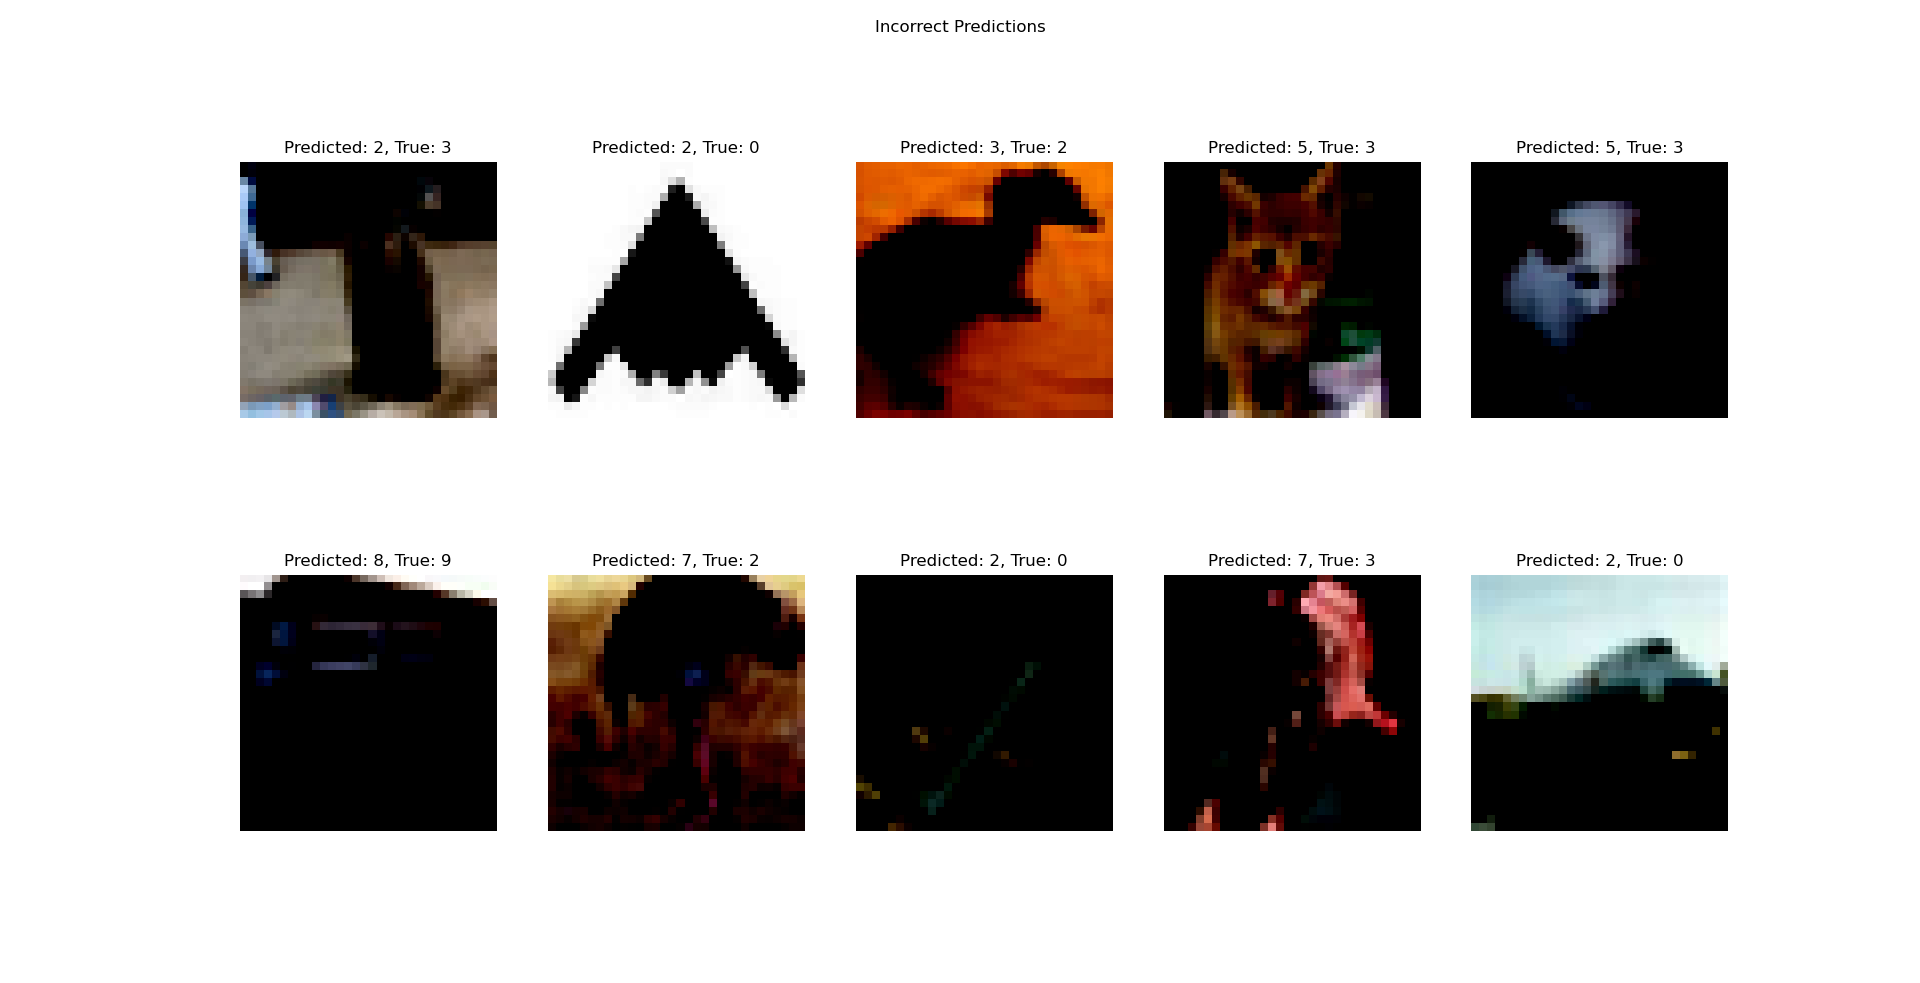 Incorrect Predictions
Predicted: 2, True: 3
Predicted: 2, True: 0
Predicted: 3, True: 2
Predicted: 5, True: 3
Predicted: 5, True: 3
Predicted: 8, True: 9
Predicted: 7, True: 2
Predicted: 2, True: 0
Predicted: 7, True: 3
Predicted: 2, True: 0